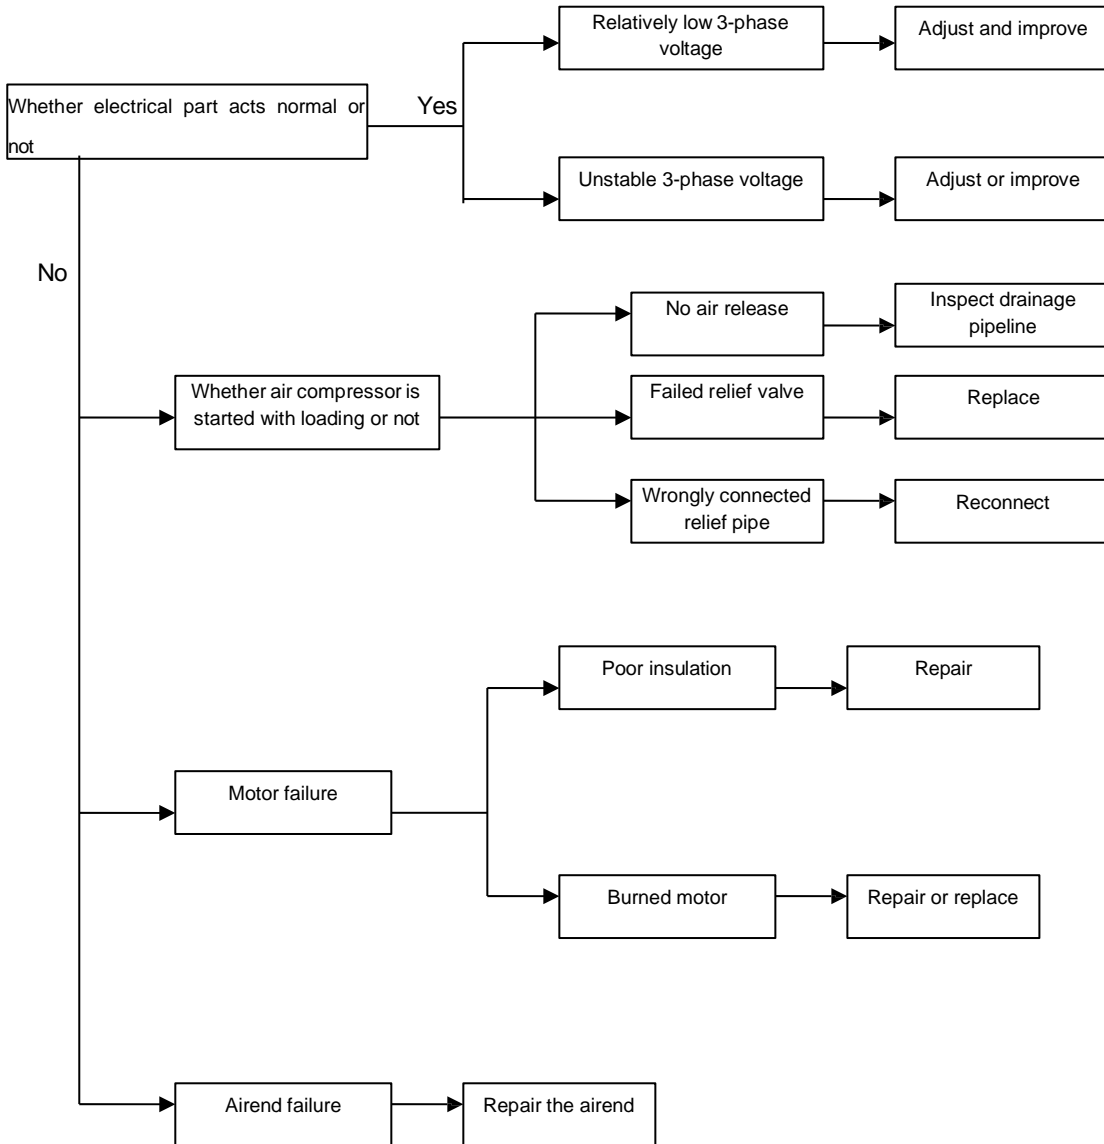 Relatively low 3-phase
voltage
Adjust and improve
Whether electrical part acts normal or
not
Yes
Unstable 3-phase voltage
Adjust or improve
No
No air release
Inspect drainage
pipeline
Whether air compressor is
started with loading or not
Failed relief valve
Replace
Wrongly connected
relief pipe
Reconnect
Poor insulation
Repair
Motor failure
Burned motor
Repair or replace
Airend failure
Repair the airend